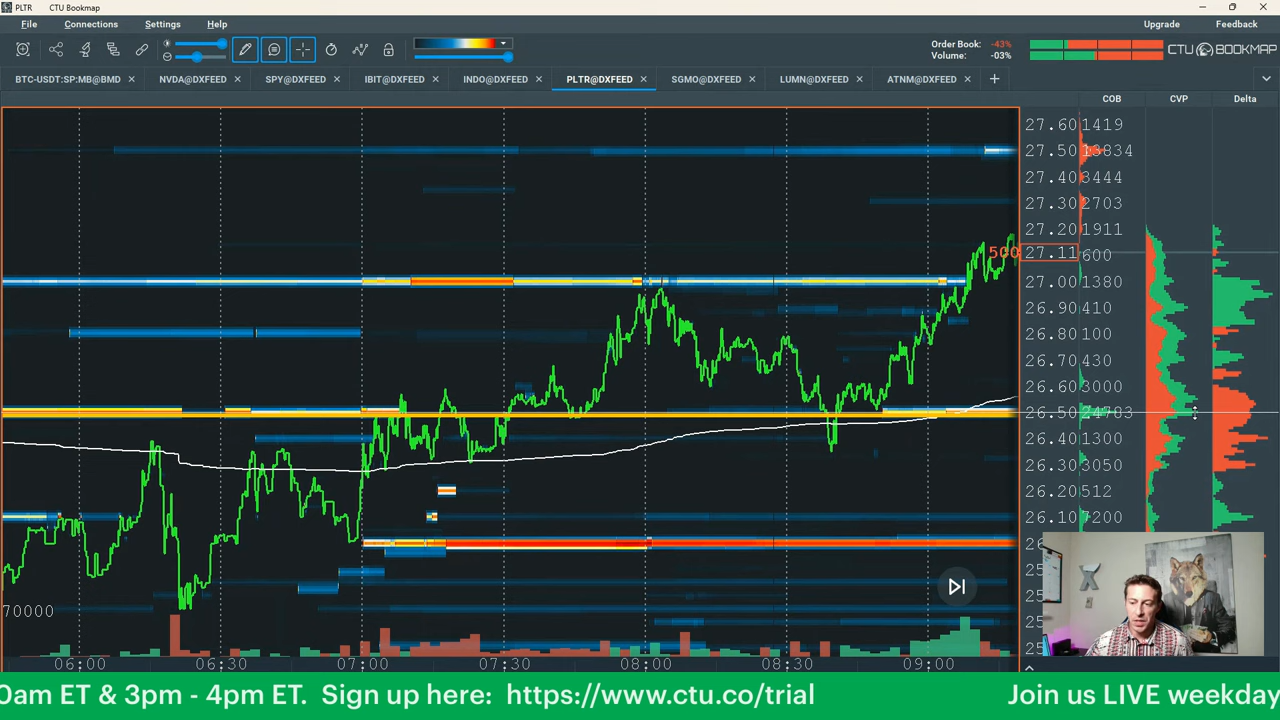 PLTR CTU Bookmap
File Connections Settings Help Upgrade Feedback
Order Book: -43%
Volume: -03%
CTU BOOKMAP
BTC-USDT:SP:MB@BMD NVDA@DXFEED SPY@DXFEED IBIT@DXFEED INDO@DXFEED PLTR@DXFEED SGMO@DXFEED LUMN@DXFEED ATNM@DXFEED
COB CVP Delta
27.60 1419
27.50 13834
27.40 3444
27.30 2703
27.20 1911
500 27.11 600
27.00 1380
26.90 410
26.80 100
26.70 430
26.60 3000
26.50 24703
26.40 1300
26.30 3050
26.20 512
26.10 7200
26
25
25
25
25
70000
06:00 06:30 07:00 07:30 08:00 08:30 09:00
0am ET & 3pm - 4pm ET. Sign up here: https://www.ctu.co/trial Join us LIVE weekday